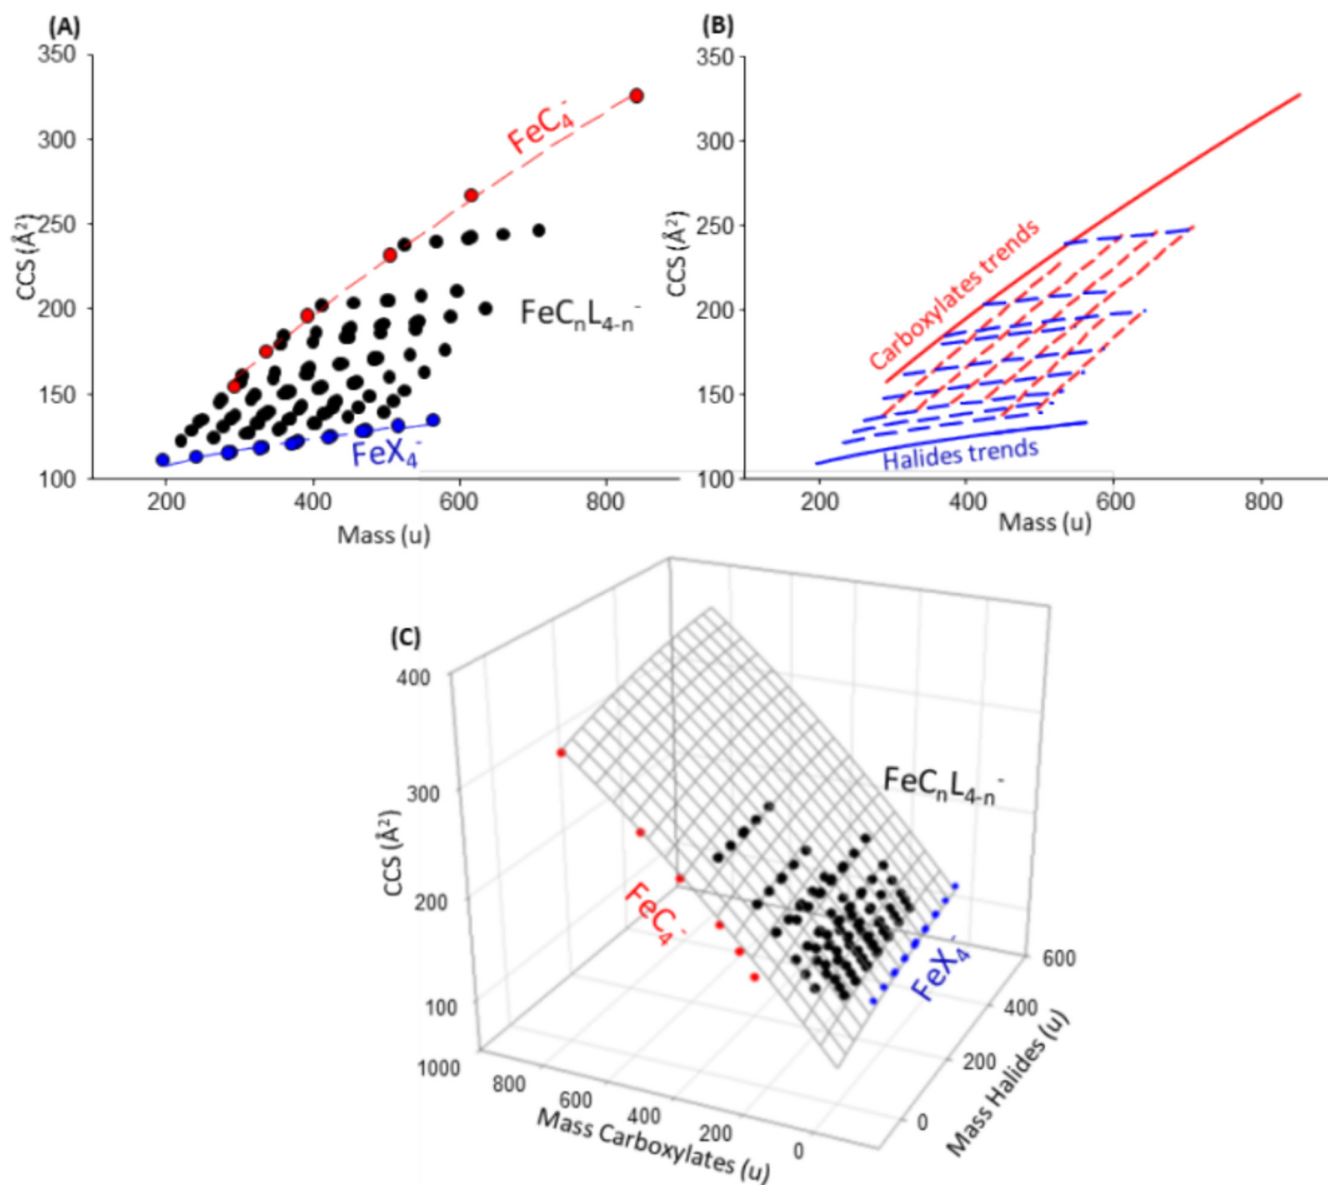 (A)
350
300
250
200
150
100
CCS (Å²)
200 400 600 800
Mass (u)
FeC₄⁻
FeCₙL₄₋ₙ⁻
FeX₄⁻
(B)
350
300
250
200
150
100
CCS (Å²)
200 400 600 800
Mass (u)
Carboxylates trends
Halides trends
(C)
400
300
200
100
CCS (Å²)
1000 800 600 400 200 0
Mass Carboxylates (u)
600
400
200
0
Mass Halides (u)
FeCₙL₄₋ₙ⁻
FeC₄⁻
FeX₄⁻